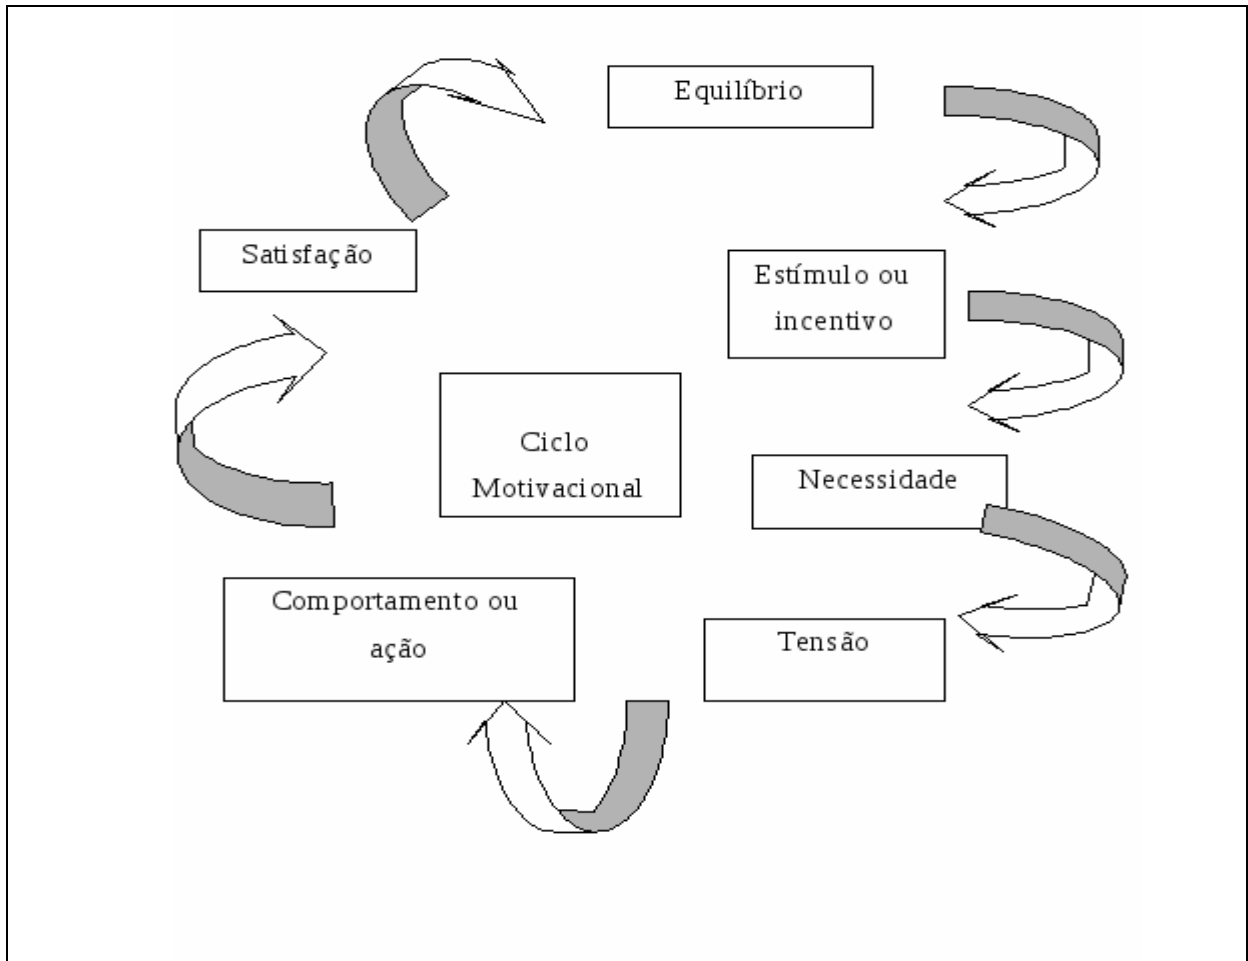 Equilíbrio
Satisfação
Estímulo ou
incentivo
Ciclo
Motivacional
Necessidade
Comportamento ou
ação
Tensão